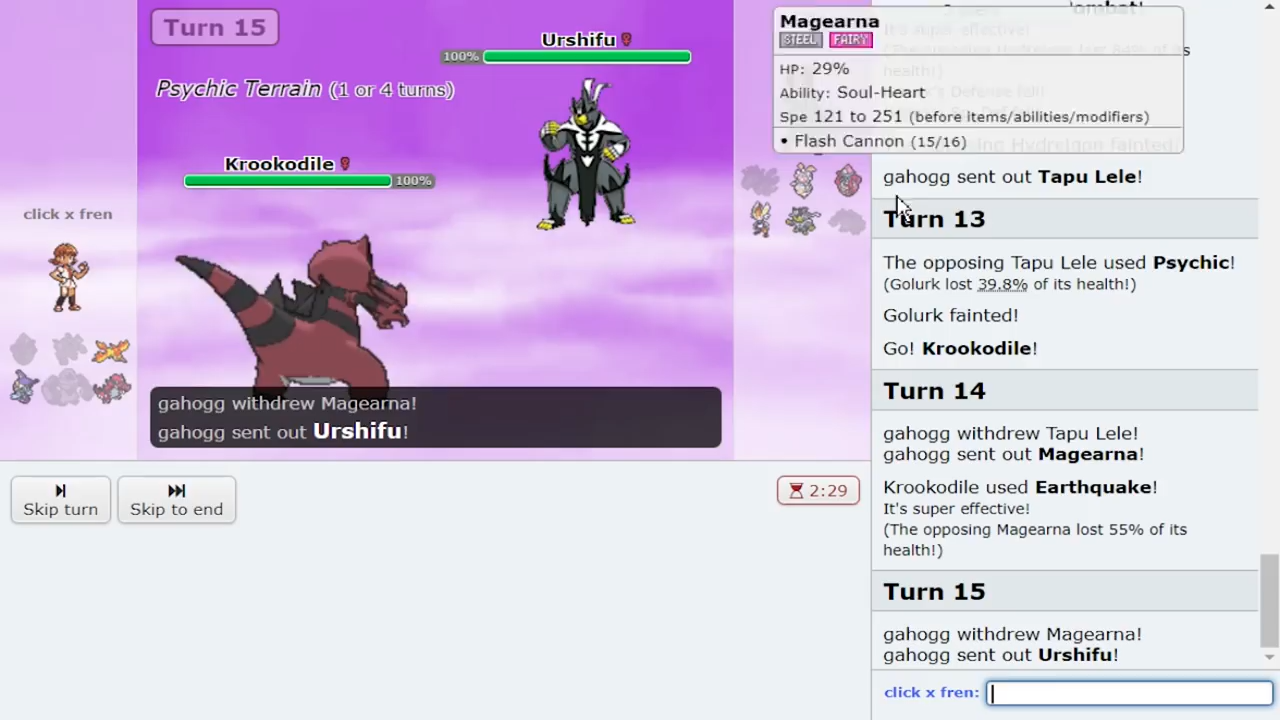 Turn 15
Urshifu
100%
Psychic Terrain (1 or 4 turns)
Krookodile
100%
click x fren
gahogg withdrew Magearna!
gahogg sent out Urshifu!
Skip turn
Skip to end
2:29
Magearna
STEEL FAIRY
HP: 29%
Ability: Soul-Heart
Spe 121 to 251 (before items/abilities/modifiers)
• Flash Cannon (15/16)
gahogg sent out Tapu Lele!
Turn 13
The opposing Tapu Lele used Psychic!
(Golurk lost 39.8% of its health!)
Golurk fainted!
Go! Krookodile!
Turn 14
gahogg withdrew Tapu Lele!
gahogg sent out Magearna!
Krookodile used Earthquake!
It's super effective!
(The opposing Magearna lost 55% of its
health!)
Turn 15
gahogg withdrew Magearna!
gahogg sent out Urshifu!
click x fren: